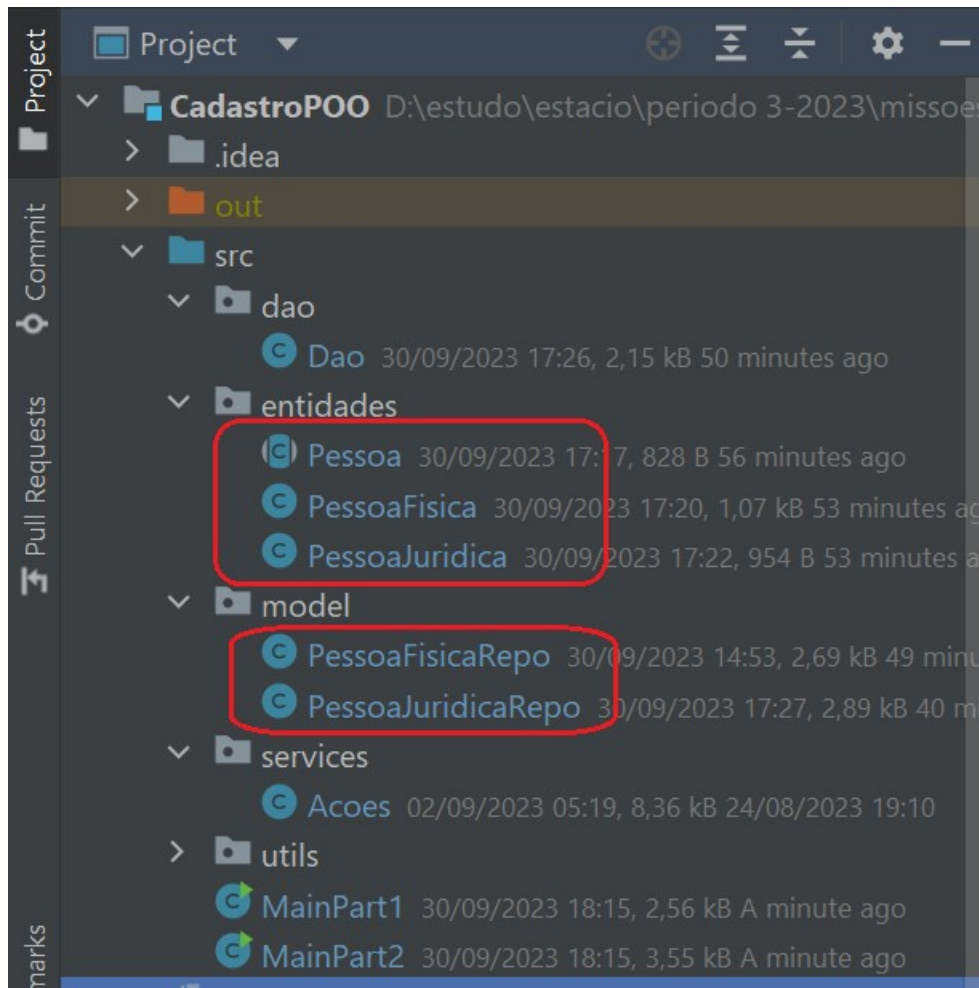 Project
Commit
Pull Requests
marks
Project
CadastroPOO D:\estudo\estacio\periodo 3-2023\missoe
.idea
out
src
dao
Dao 30/09/2023 17:26, 2,15 kB 50 minutes ago
entidades
Pessoa 30/09/2023 17:17, 828 B 56 minutes ago
PessoaFisica 30/09/2023 17:20, 1,07 kB 53 minutes ag
PessoaJuridica 30/09/2023 17:22, 954 B 53 minutes a
model
PessoaFisicaRepo 30/09/2023 14:53, 2,69 kB 49 minu
PessoaJuridicaRepo 30/09/2023 17:27, 2,89 kB 40 m
services
Acoes 02/09/2023 05:19, 8,36 kB 24/08/2023 19:10
utils
MainPart1 30/09/2023 18:15, 2,56 kB A minute ago
MainPart2 30/09/2023 18:15, 3,55 kB A minute ago